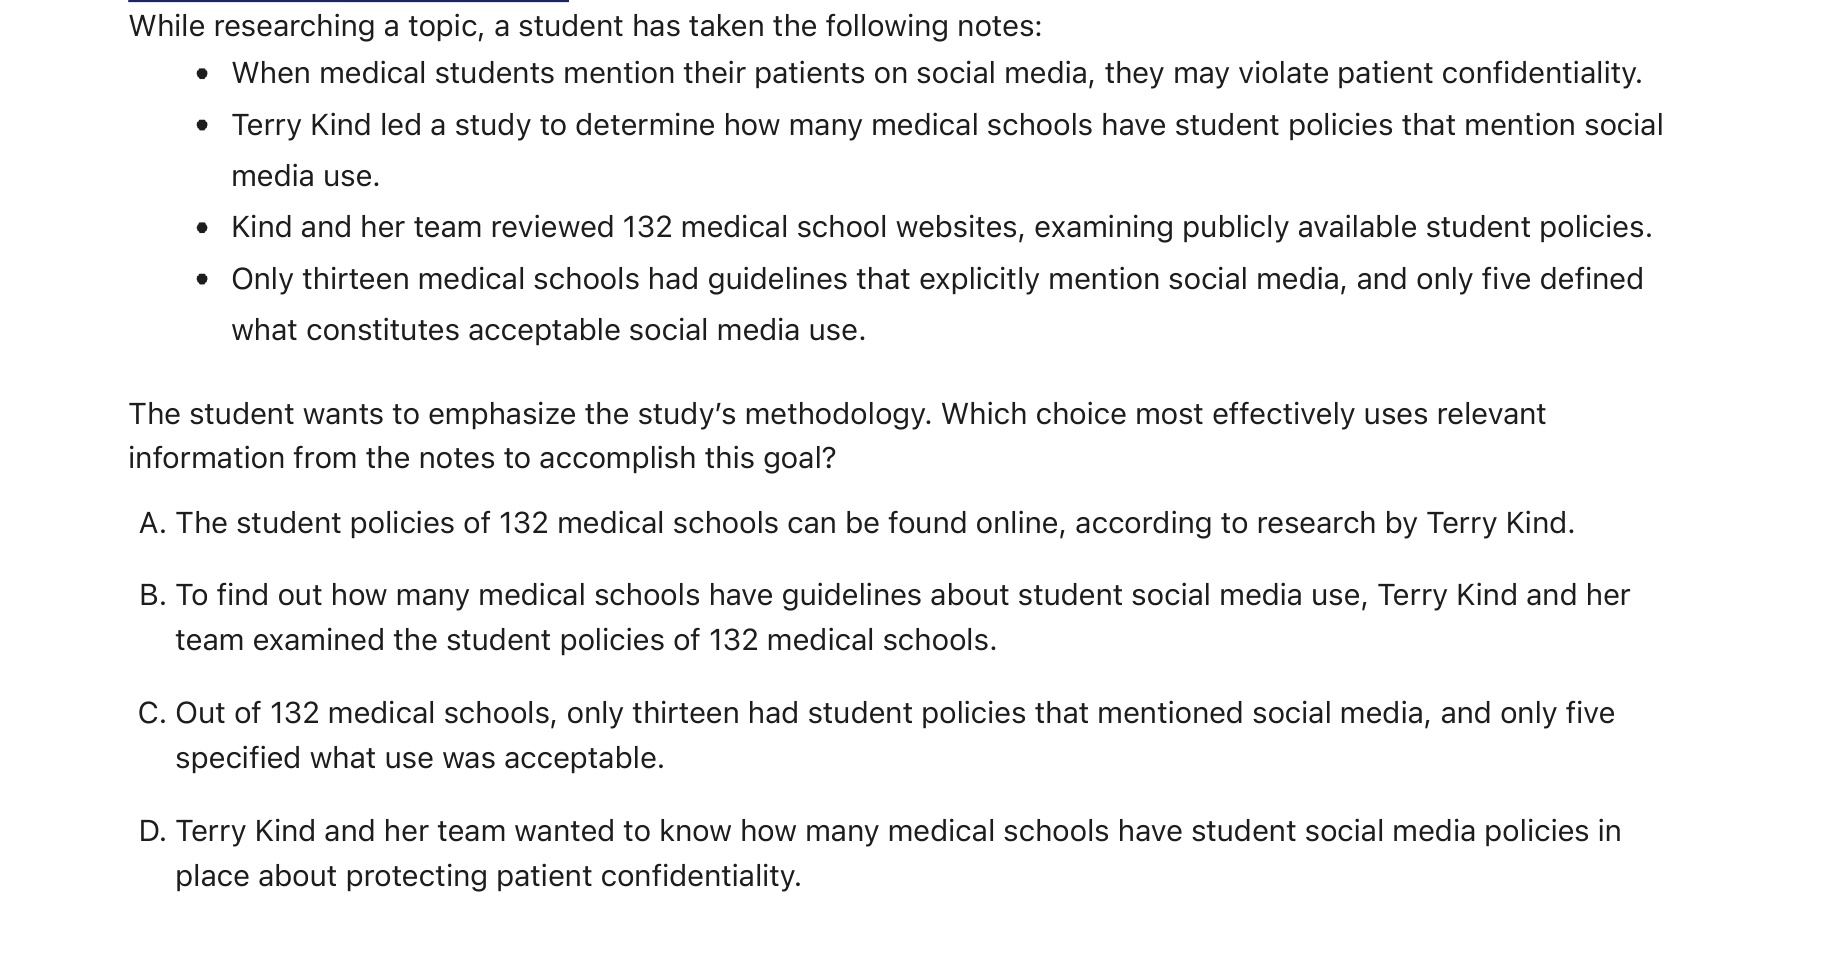 While researching a topic, a student has taken the following notes:
• When medical students mention their patients on social media, they may violate patient confidentiality.
• Terry Kind led a study to determine how many medical schools have student policies that mention social
media use.
• Kind and her team reviewed 132 medical school websites, examining publicly available student policies.
• Only thirteen medical schools had guidelines that explicitly mention social media, and only five defined
what constitutes acceptable social media use.
The student wants to emphasize the study’s methodology. Which choice most effectively uses relevant
information from the notes to accomplish this goal?
A. The student policies of 132 medical schools can be found online, according to research by Terry Kind.
B. To find out how many medical schools have guidelines about student social media use, Terry Kind and her
team examined the student policies of 132 medical schools.
C. Out of 132 medical schools, only thirteen had student policies that mentioned social media, and only five
specified what use was acceptable.
D. Terry Kind and her team wanted to know how many medical schools have student social media policies in
place about protecting patient confidentiality.